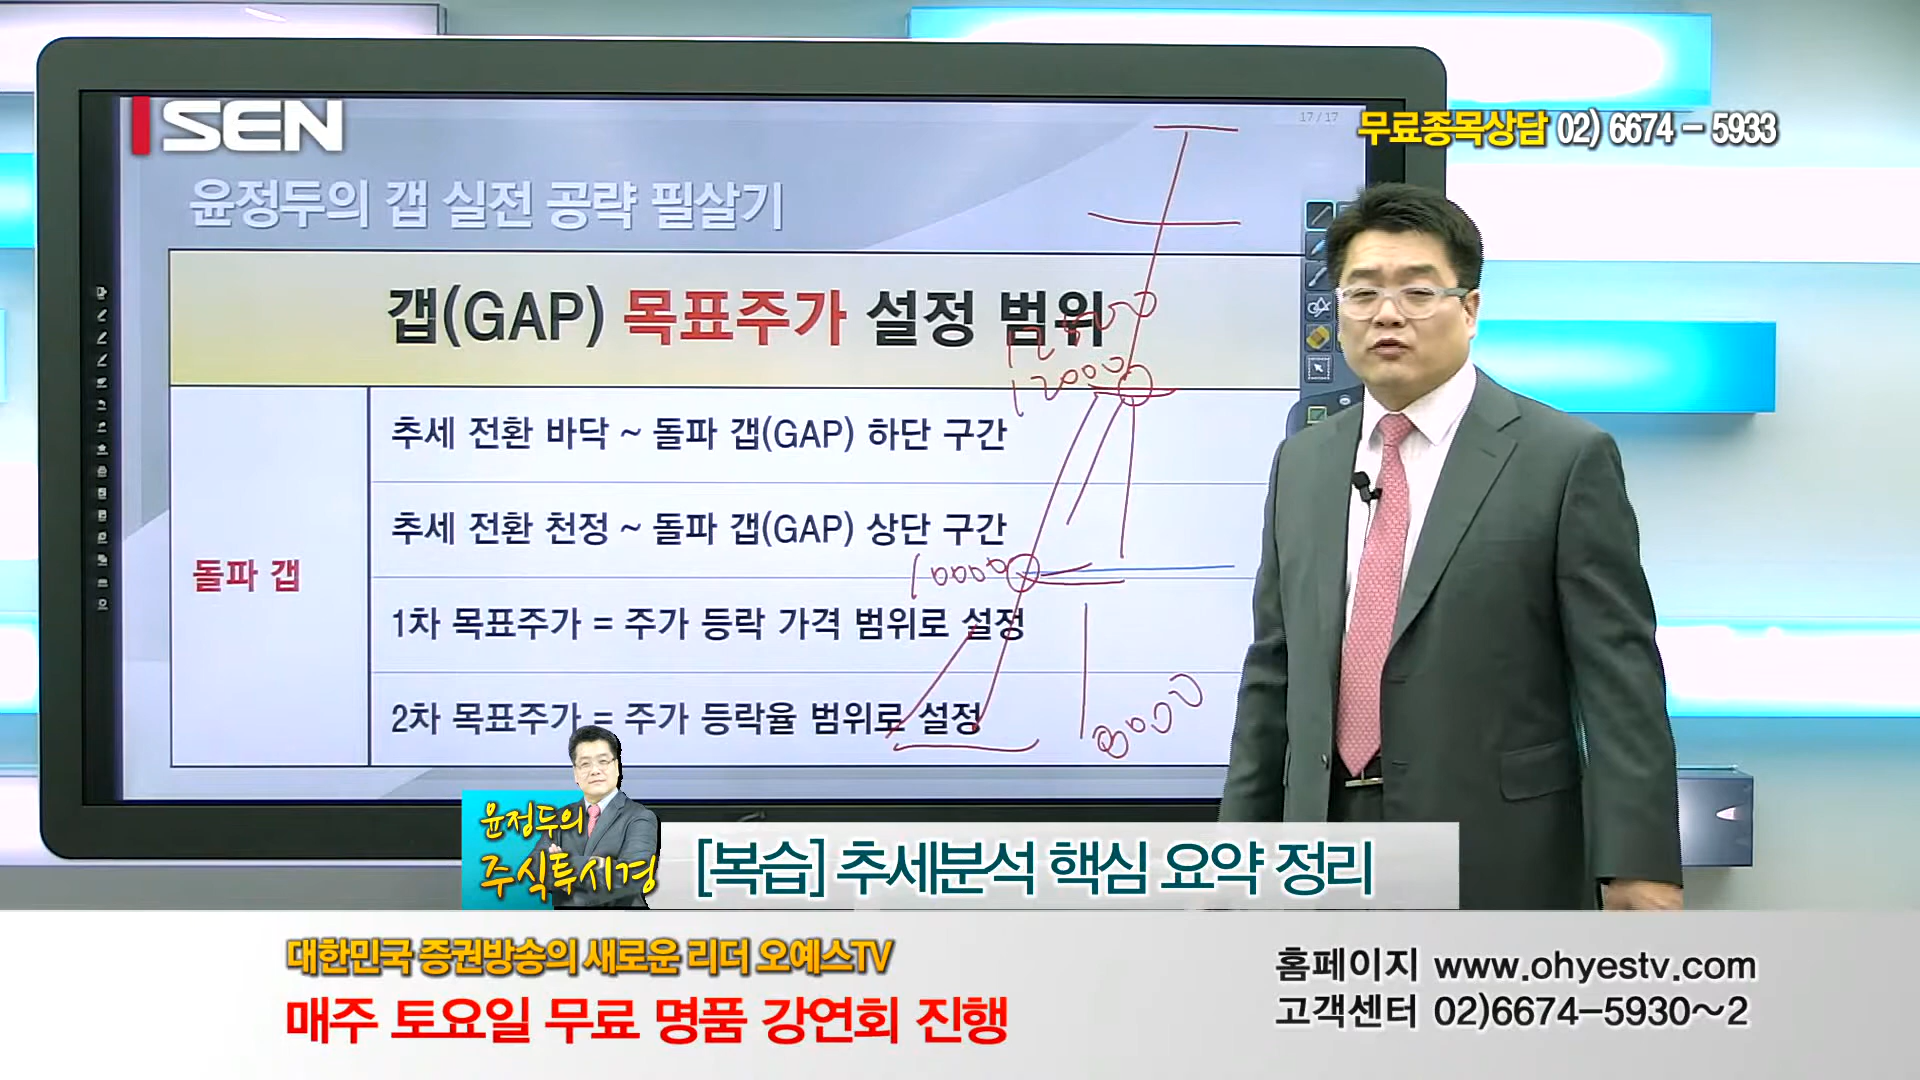 SEN
17/17
무료종목상담 02) 6674-5933
윤정두의 갭 실전 공략 필살기
갭(GAP) 목표주가 설정 범위
12500
12000
돌파 갭
추세 전환 바닥 ~ 돌파 갭(GAP) 하단 구간
추세 전환 천정 ~ 돌파 갭(GAP) 상단 구간
10000
1차 목표주가 = 주가 등락 가격 범위로 설정
2차 목표주가 = 주가 등락율 범위로 설정
8000
윤정두의
주식투시경
[복습] 추세분석 핵심 요약 정리
대한민국 증권방송의 새로운 리더 오예스TV
매주 토요일 무료 명품 강연회 진행
홈페이지 www.ohyestv.com
고객센터 02)6674-5930~2